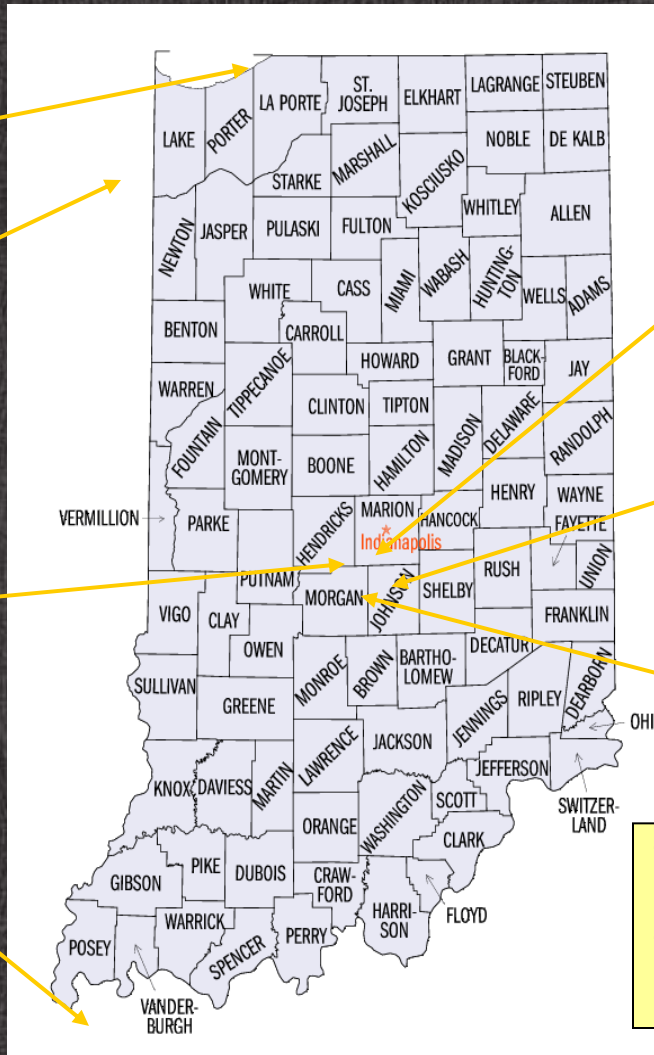 ST.
JOSEPH
ELKHART
LAGRANGE
STEUBEN
LAKE
PORTER
LA PORTE
NOBLE
DE KALB
MARSHALL
STARKE
KOSCIUSKO
NEWTON
JASPER
PULASKI
FULTON
WHITLEY
ALLEN
WHITE
CASS
MIAMI
WABASH
HUNTING-
TON
WELLS
ADAMS
BENTON
CARROLL
HOWARD
GRANT
BLACK-
FORD
JAY
WARREN
TIPPECANOE
CLINTON
TIPTON
MADISON
DELAWARE
RANDOLPH
FOUNTAIN
MONT-
GOMERY
BOONE
HAMILTON
HENRY
WAYNE
VERMILLION
PARKE
HENDRICKS
MARION
Indianapolis
HANCOCK
FAYETTE
UNION
PUTNAM
MORGAN
JOHNSON
SHELBY
RUSH
FRANKLIN
VIGO
CLAY
OWEN
MONROE
BROWN
BARTHO-
LOMEW
DECATUR
DEARBORN
SULLIVAN
GREENE
JENNINGS
RIPLEY
OHI
LAWRENCE
JACKSON
JEFFERSON
SWITZER-
LAND
KNOX
DAVIESS
MARTIN
ORANGE
WASHINGTON
SCOTT
CLARK
GIBSON
PIKE
DUBOIS
CRAW-
FORD
HARRI-
SON
FLOYD
POSEY
WARRICK
SPENCER
PERRY
VANDER-
BURGH